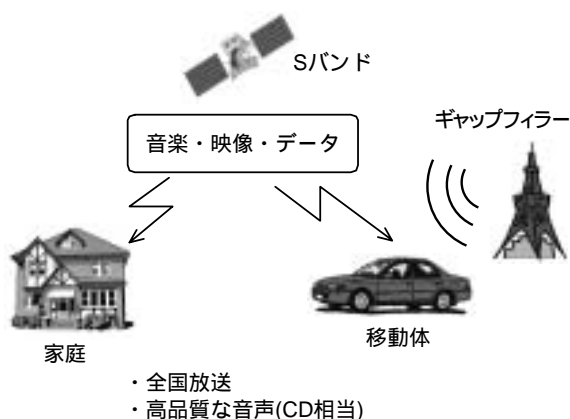 Sバンド
音楽・映像・データ
ギャップフィラー
移動体
家庭
・全国放送
・高品質な音声(CD相当)